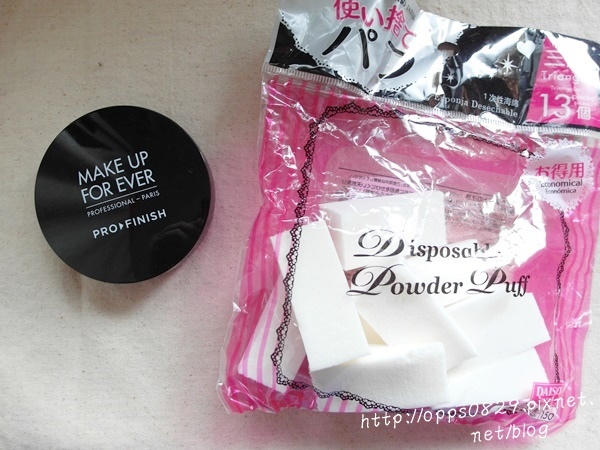 MAKE UP
FOR EVER
PROFESSIONAL – PARIS
PRO FINISH
使い捨て
パフ
1次性海綿
Esponja Desechable
三
Triang
13個
お得用
Economical
Económica
Disposable
Powder Puff
DAISO
150
http://opps0829.pixnet.
net/blog